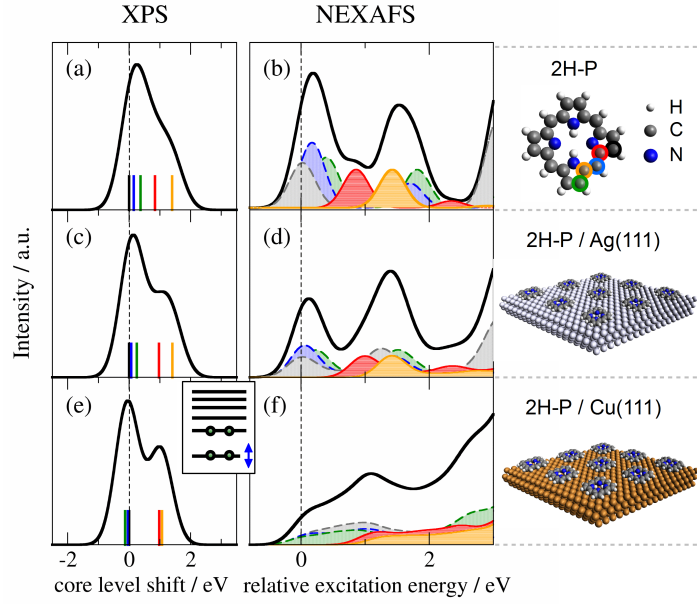 XPS
NEXAFS
(a)
(b)
2H-P
H
C
N
(c)
(d)
2H-P / Ag(111)
Intensity / a.u.
(e)
(f)
2H-P / Cu(111)
-2 0 2
0 2
core level shift / eV
relative excitation energy / eV